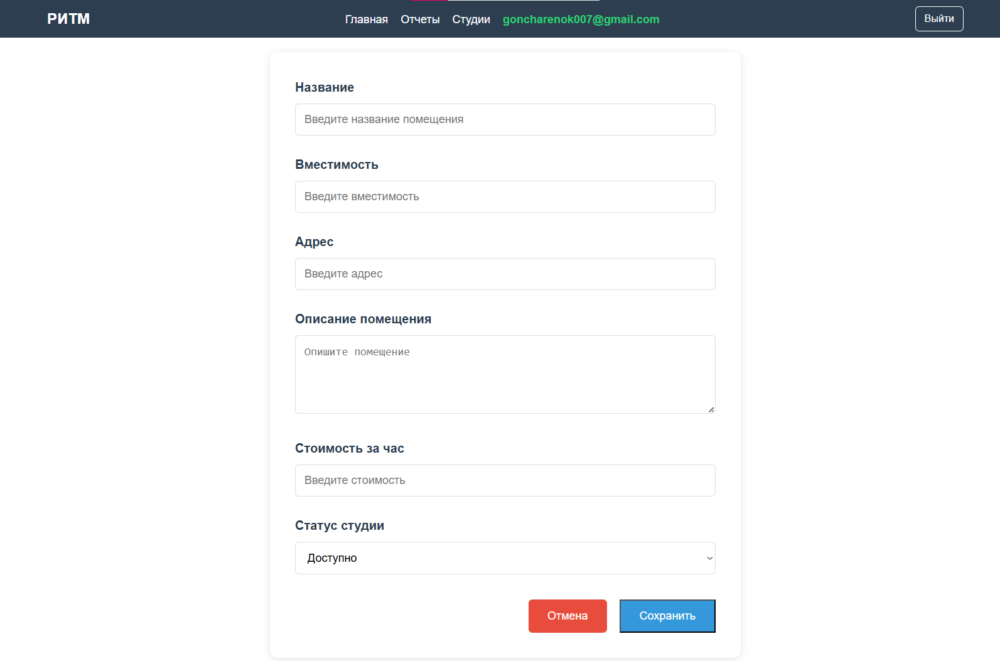 РИТМ
Главная Отчеты Студии goncharenok007@gmail.com
Выйти
Название
Введите название помещения
Вместимость
Введите вместимость
Адрес
Введите адрес
Описание помещения
Опишите помещение
Стоимость за час
Введите стоимость
Статус студии
Доступно
Отмена Сохранить